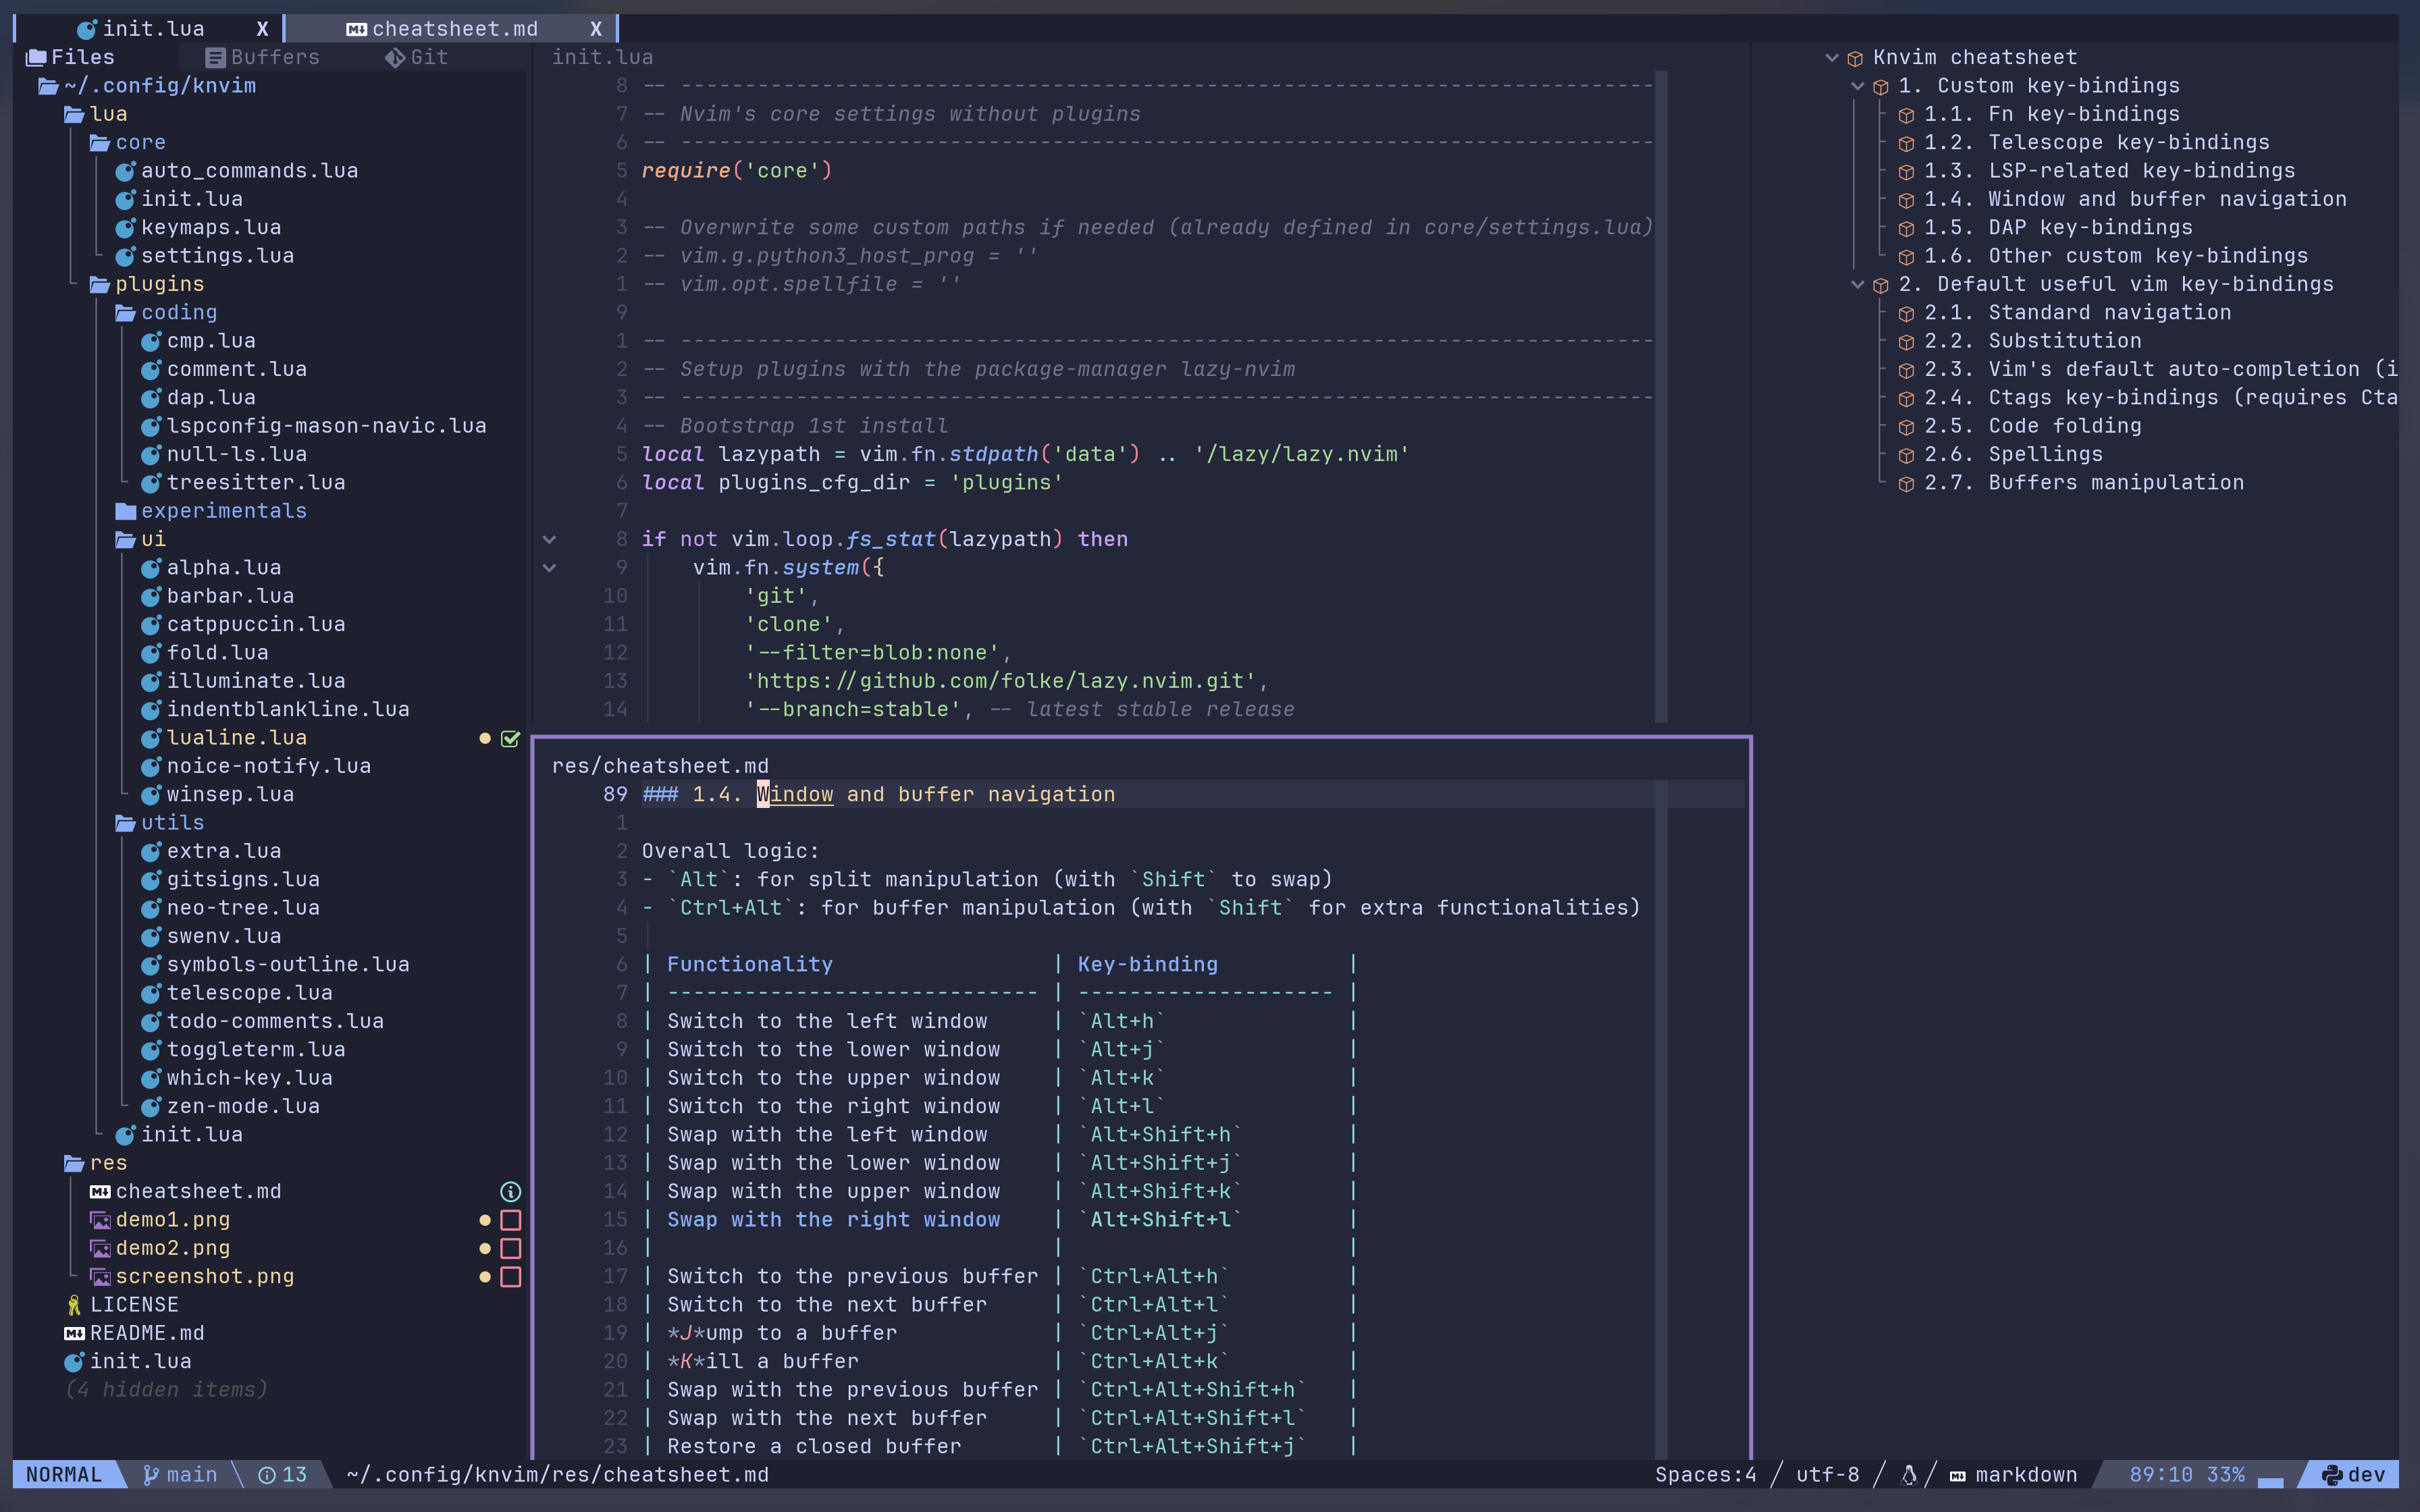 init.lua X cheatsheet.md X
Files Buffers Git
~/.config/knvim
lua
core
auto_commands.lua
init.lua
keymaps.lua
settings.lua
plugins
coding
cmp.lua
comment.lua
dap.lua
lspconfig-mason-navic.lua
null-ls.lua
treesitter.lua
experimentals
ui
alpha.lua
barbar.lua
catppuccin.lua
fold.lua
illuminate.lua
indentblankline.lua
lualine.lua
noice-notify.lua
winsep.lua
utils
extra.lua
gitsigns.lua
neo-tree.lua
swenv.lua
symbols-outline.lua
telescope.lua
todo-comments.lua
toggleterm.lua
which-key.lua
zen-mode.lua
init.lua
res
cheatsheet.md
demo1.png
demo2.png
screenshot.png
LICENSE
README.md
init.lua
(4 hidden items)
init.lua
8 -- ----------------------------------------------------------------------------
7 -- Nvim's core settings without plugins
6 -- ----------------------------------------------------------------------------
5 require('core')
4
3 -- Overwrite some custom paths if needed (already defined in core/settings.lua)
2 -- vim.g.python3_host_prog = ''
1 -- vim.opt.spellfile = ''
9
1 -- ----------------------------------------------------------------------------
2 -- Setup plugins with the package-manager lazy-nvim
3 -- ----------------------------------------------------------------------------
4 -- Bootstrap 1st install
5 local lazypath = vim.fn.stdpath('data') .. '/lazy/lazy.nvim'
6 local plugins_cfg_dir = 'plugins'
7
8 if not vim.loop.fs_stat(lazypath) then
9 vim.fn.system({
10 'git',
11 'clone',
12 '--filter=blob:none',
13 'https://github.com/folke/lazy.nvim.git',
14 '--branch=stable', -- latest stable release
res/cheatsheet.md
89 ### 1.4. Window and buffer navigation
1
2 Overall logic:
3 - `Alt`: for split manipulation (with `Shift` to swap)
4 - `Ctrl+Alt`: for buffer manipulation (with `Shift` for extra functionalities)
5
6 | Functionality | Key-binding |
7 | ----------------------------- | -------------------- |
8 | Switch to the left window | `Alt+h` |
9 | Switch to the lower window | `Alt+j` |
10 | Switch to the upper window | `Alt+k` |
11 | Switch to the right window | `Alt+l` |
12 | Swap with the left window | `Alt+Shift+h` |
13 | Swap with the lower window | `Alt+Shift+j` |
14 | Swap with the upper window | `Alt+Shift+k` |
15 | Swap with the right window | `Alt+Shift+l` |
16 | | |
17 | Switch to the previous buffer | `Ctrl+Alt+h` |
18 | Switch to the next buffer | `Ctrl+Alt+l` |
19 | *J*ump to a buffer | `Ctrl+Alt+j` |
20 | *K*ill a buffer | `Ctrl+Alt+k` |
21 | Swap with the previous buffer | `Ctrl+Alt+Shift+h` |
22 | Swap with the next buffer | `Ctrl+Alt+Shift+l` |
23 | Restore a closed buffer | `Ctrl+Alt+Shift+j` |
Knvim cheatsheet
1. Custom key-bindings
1.1. Fn key-bindings
1.2. Telescope key-bindings
1.3. LSP-related key-bindings
1.4. Window and buffer navigation
1.5. DAP key-bindings
1.6. Other custom key-bindings
2. Default useful vim key-bindings
2.1. Standard navigation
2.2. Substitution
2.3. Vim's default auto-completion (i
2.4. Ctags key-bindings (requires Cta
2.5. Code folding
2.6. Spellings
2.7. Buffers manipulation
NORMAL main 13 ~/.config/knvim/res/cheatsheet.md Spaces:4 / utf-8 / / markdown 89:10 33% dev